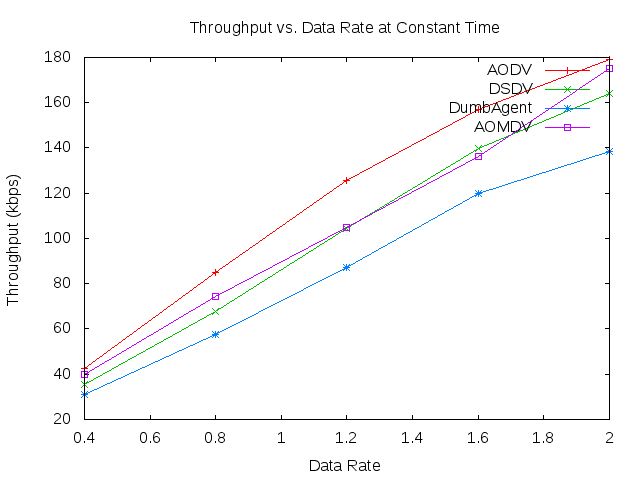 Throughput vs. Data Rate at Constant Time
Throughput (kbps)
180
160
140
120
100
80
60
40
20
AODV
DSDV
DumbAgent
AOMDV
0.4 0.6 0.8 1 1.2 1.4 1.6 1.8 2
Data Rate